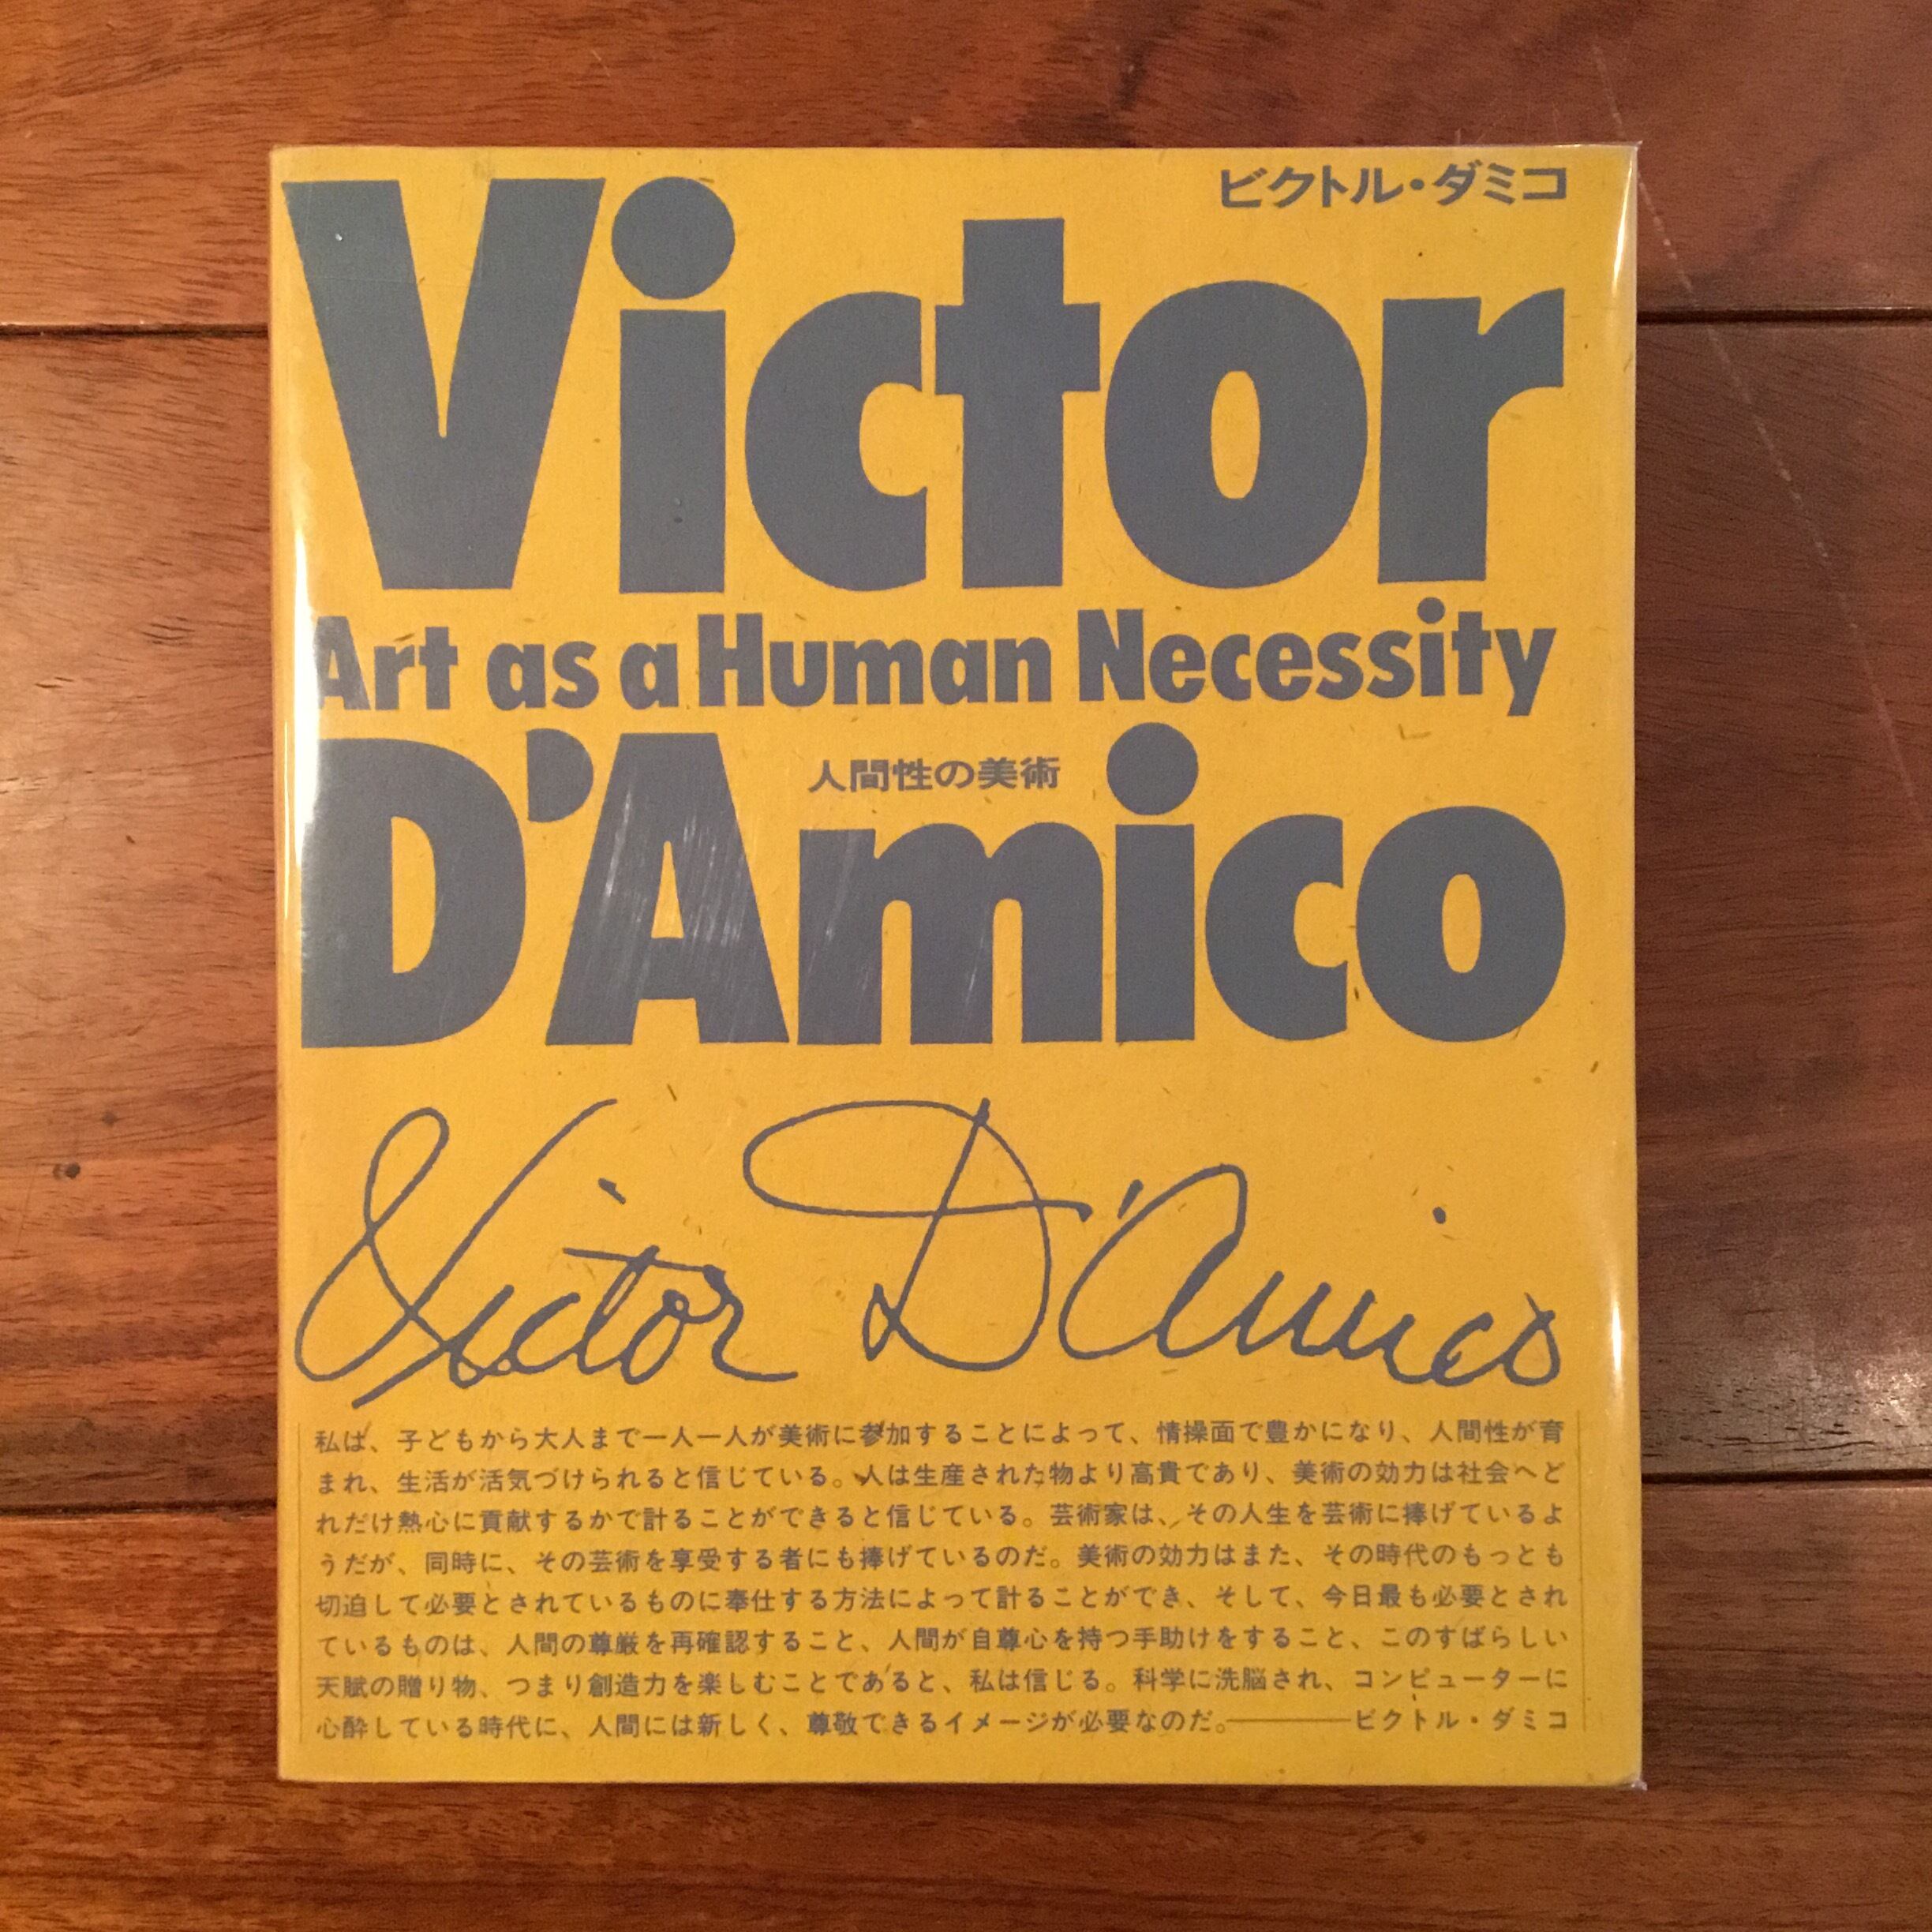 ビクトル・ダミコ
Victor
Art as a Human Necessity
人間性の美術
D'Amico
Victor D'Amico
私は、子どもから大人まで一人一人が美術に参加することによって、情操面で豊かになり、人間性が育
まれ、生活が活気づけられると信じている。人は生産された物より高貴であり、美術の効力は社会へど
れだけ熱心に貢献するかで計ることができると信じている。芸術家は、その人生を芸術に捧げているよ
うだが、同時に、その芸術を享受する者にも捧げているのだ。美術の効力はまた、その時代のもっとも
切迫して必要とされているものに奉仕する方法によって計ることができ、そして、今日最も必要とされ
ているものは、人間の尊厳を再確認すること、人間が自尊心を持つ手助けをすること、このすばらしい
天賦の贈り物、つまり創造力を楽しむことであると、私は信じる。科学に洗脳され、コンピューターに
心酔している時代に、人間には新しく、尊敬できるイメージが必要なのだ。————ビクトル・ダミコ